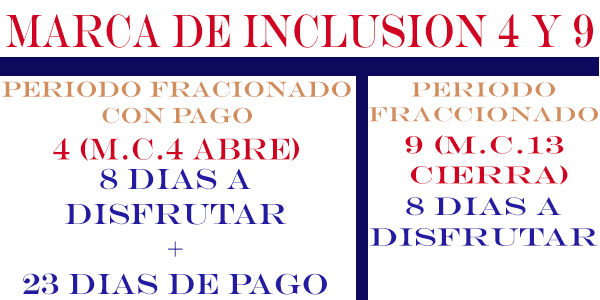 MARCA DE INCLUSION 4 Y 9
PERIODO FRACIONADO
CON PAGO
4 (M.C.4 ABRE)
8 DIAS A
DISFRUTAR
+
23 DIAS DE PAGO
PERIODO
FRACCIONADO
9 (M.C.13
CIERRA)
8 DIAS A
DISFRUTAR